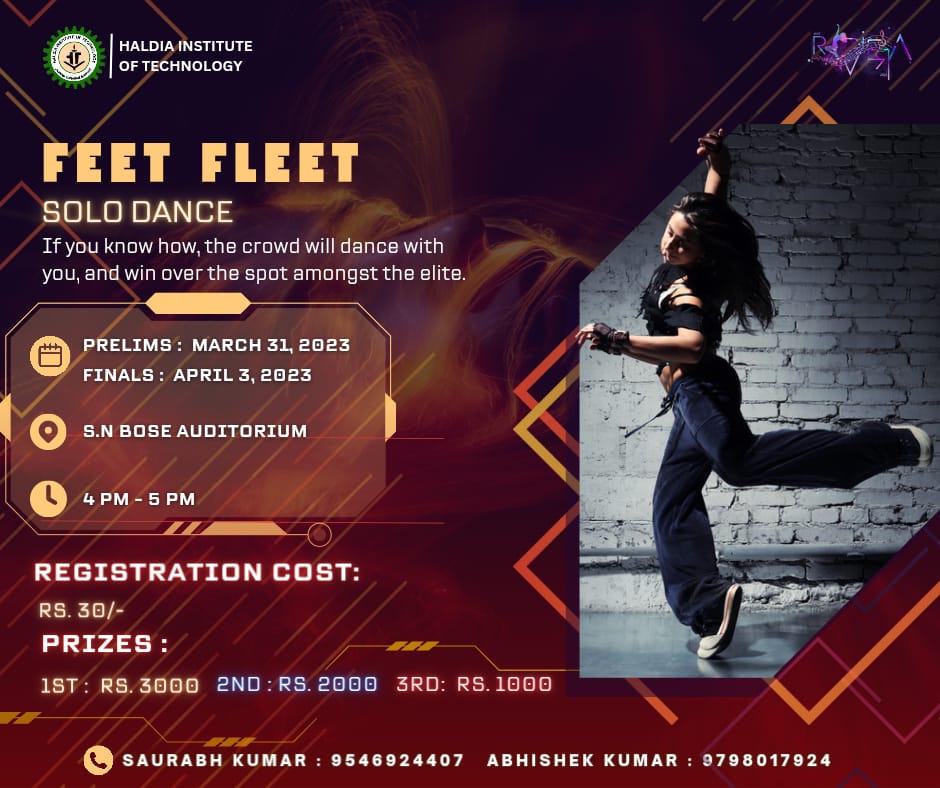 HALDIA INSTITUTE
OF TECHNOLOGY
FEET FLEET
SOLO DANCE
If you know how, the crowd will dance with
you, and win over the spot amongst the elite.
PRELIMS : MARCH 31, 2023
FINALS : APRIL 3, 2023
S.N BOSE AUDITORIUM
4 PM - 5 PM
REGISTRATION COST:
RS. 30/-
PRIZES :
1ST : RS. 3000 2ND : RS. 2000 3RD: RS. 1000
SAURABH KUMAR : 9546924407 ABHISHEK KUMAR : 9798017924